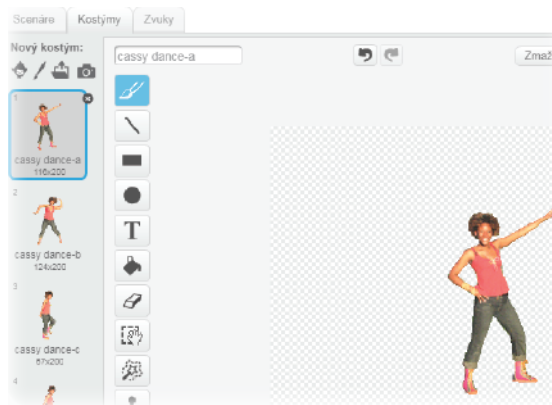 Scenáre Kostýmy Zvuky
Nový kostým:
cassy dance-a
Zmaž
1
cassy dance-a
116x200
2
cassy dance-b
124x200
3
cassy dance-c
67x200
4
T